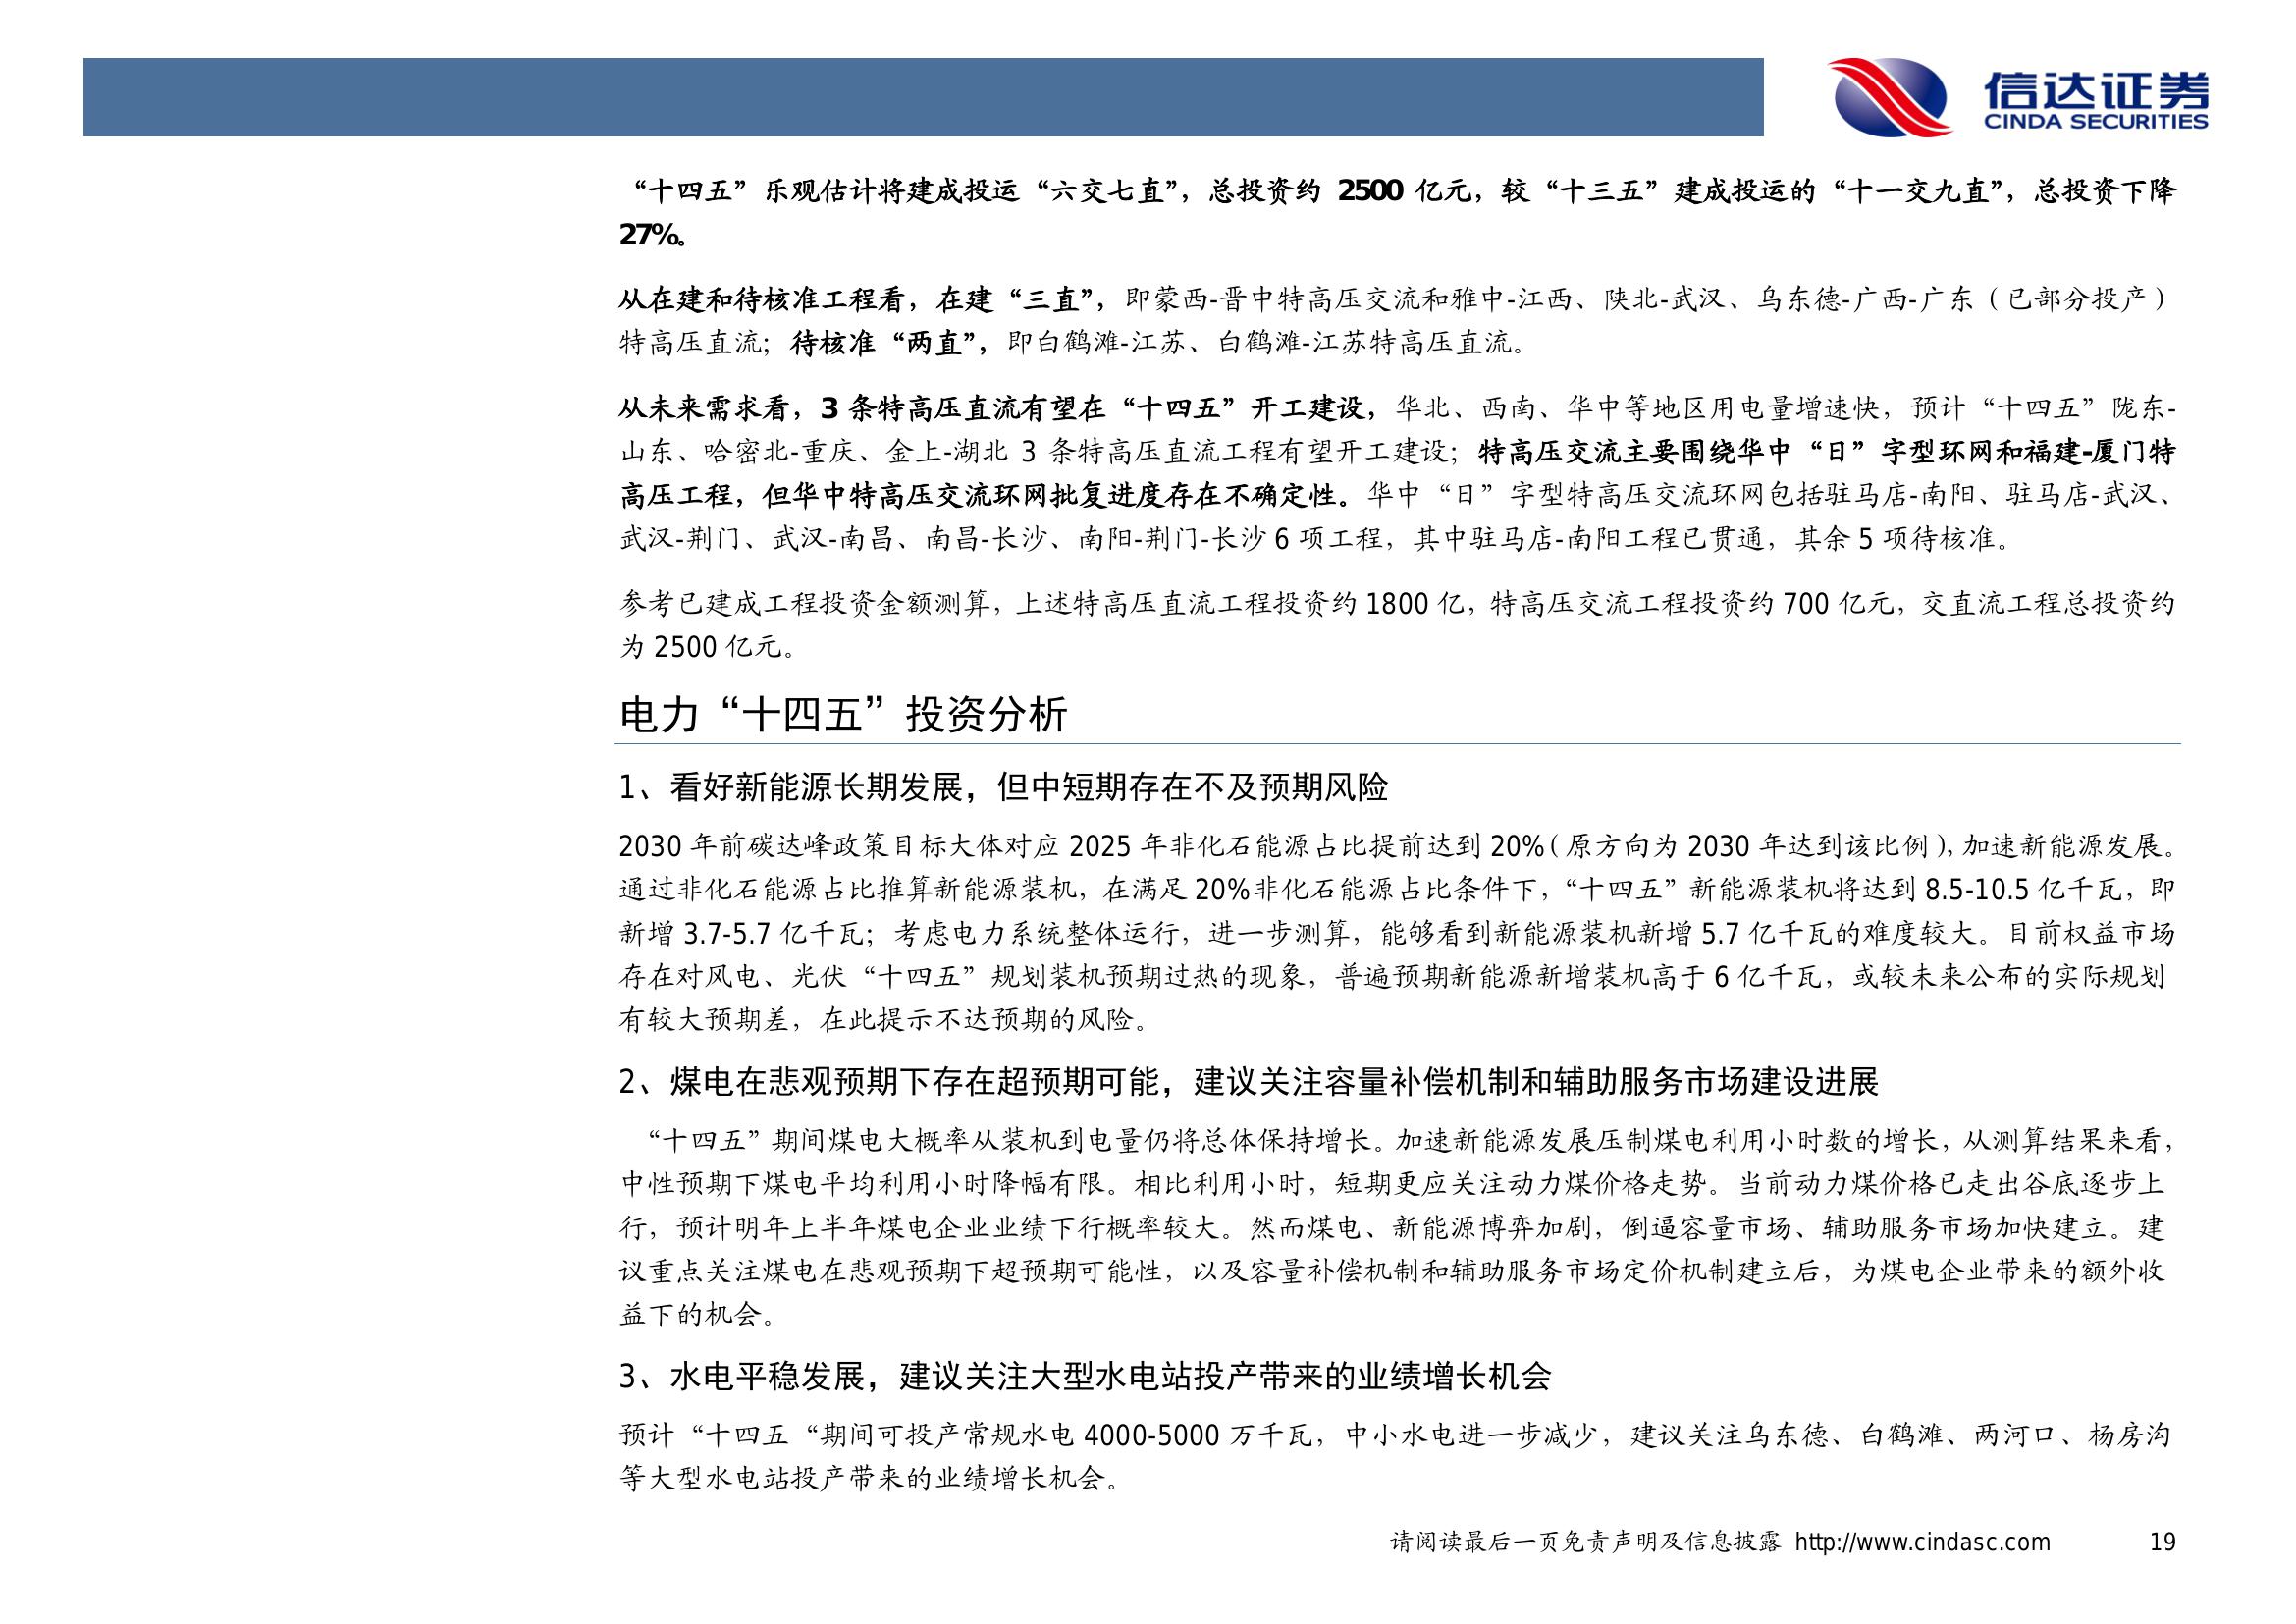 信达证券
CINDA SECURITIES
“十四五”乐观估计将建成投运“六交七直”，总投资约 2500 亿元，较“十三五”建成投运的“十一交九直”，总投资下降
27%。
从在建和待核准工程看，在建“三直”，即蒙西-晋中特高压交流和雅中-江西、陕北-武汉、乌东德-广西-广东（已部分投产）
特高压直流；待核准“两直”，即白鹤滩-江苏、白鹤滩-江苏特高压直流。
从未来需求看，3 条特高压直流有望在“十四五”开工建设，华北、西南、华中等地区用电量增速快，预计“十四五”陇东-
山东、哈密北-重庆、金上-湖北 3 条特高压直流工程有望开工建设；特高压交流主要围绕华中“日”字型环网和福建-厦门特
高压工程，但华中特高压交流环网批复进度存在不确定性。华中“日”字型特高压交流环网包括驻马店-南阳、驻马店-武汉、
武汉-荆门、武汉-南昌、南昌-长沙、南阳-荆门-长沙 6 项工程，其中驻马店-南阳工程已贯通，其余 5 项待核准。
参考已建成工程投资金额测算，上述特高压直流工程投资约 1800 亿，特高压交流工程投资约 700 亿元，交直流工程总投资约
为 2500 亿元。
电力“十四五”投资分析
1、看好新能源长期发展，但中短期存在不及预期风险
2030 年前碳达峰政策目标大体对应 2025 年非化石能源占比提前达到 20%（原方向为 2030 年达到该比例），加速新能源发展。
通过非化石能源占比推算新能源装机，在满足 20%非化石能源占比条件下，“十四五”新能源装机将达到 8.5-10.5 亿千瓦，即
新增 3.7-5.7 亿千瓦；考虑电力系统整体运行，进一步测算，能够看到新能源装机新增 5.7 亿千瓦的难度较大。目前权益市场
存在对风电、光伏“十四五”规划装机预期过热的现象，普遍预期新能源新增装机高于 6 亿千瓦，或较未来公布的实际规划
有较大预期差，在此提示不达预期的风险。
2、煤电在悲观预期下存在超预期可能，建议关注容量补偿机制和辅助服务市场建设进展
“十四五”期间煤电大概率从装机到电量仍将总体保持增长。加速新能源发展压制煤电利用小时数的增长，从测算结果来看，
中性预期下煤电平均利用小时降幅有限。相比利用小时，短期更应关注动力煤价格走势。当前动力煤价格已走出谷底逐步上
行，预计明年上半年煤电企业业绩下行概率较大。然而煤电、新能源博弈加剧，倒逼容量市场、辅助服务市场加快建立。建
议重点关注煤电在悲观预期下超预期可能性，以及容量补偿机制和辅助服务市场定价机制建立后，为煤电企业带来的额外收
益下的机会。
3、水电平稳发展，建议关注大型水电站投产带来的业绩增长机会
预计“十四五“期间可投产常规水电 4000-5000 万千瓦，中小水电进一步减少，建议关注乌东德、白鹤滩、两河口、杨房沟
等大型水电站投产带来的业绩增长机会。
请阅读最后一页免责声明及信息披露 http://www.cindasc.com 19